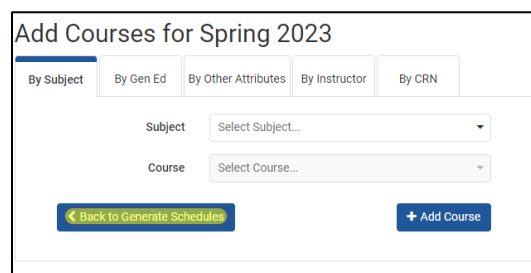 Add Courses for Spring 2023
By Subject By Gen Ed By Other Attributes By Instructor By CRN
Subject Select Subject...
Course Select Course...
Back to Generate Schedules + Add Course